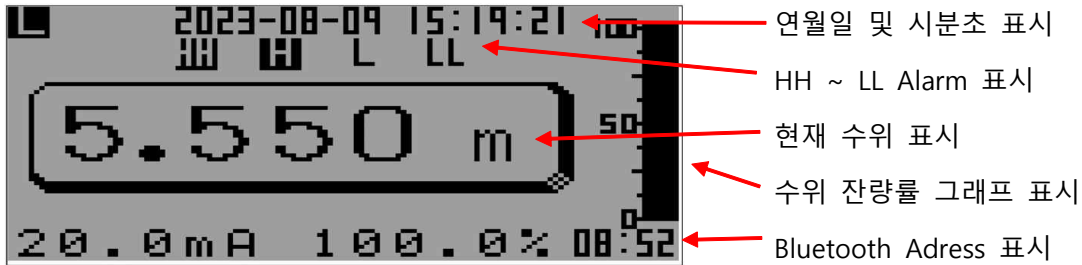 L 2023-08-09 15:19:21 100
연월일 및 시분초 표시
HH H L LL
HH ~ LL Alarm 표시
5.550 m
50
현재 수위 표시
수위 잔량률 그래프 표시
0
20.0mA 100.0% 08:52
Bluetooth Adress 표시